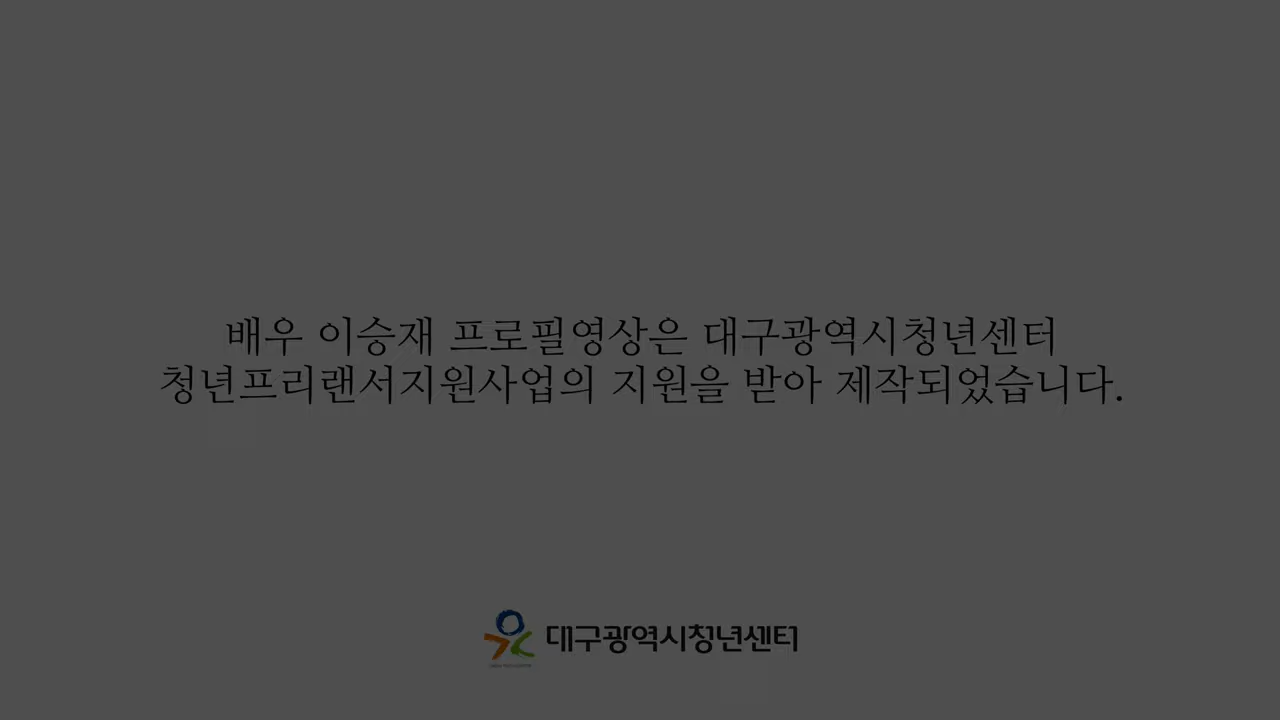 배우 이승재 프로필영상은 대구광역시청년센터
청년프리랜서지원사업의 지원을 받아 제작되었습니다.
대구광역시청년센터